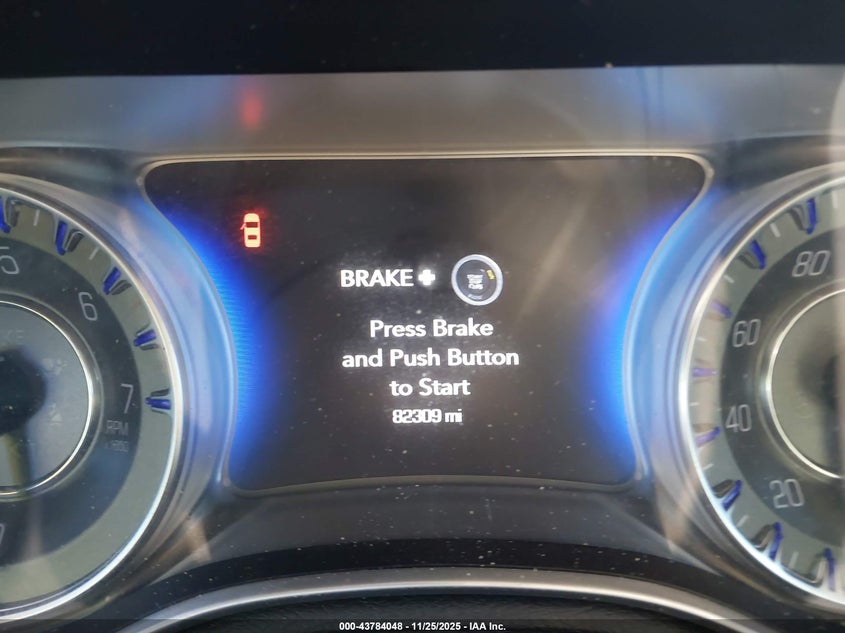 BRAKE +
Press Brake
and Push Button
to Start
82309 mi
5
6
7
RPM
80
60
40
20
000-43784048 - 11/25/2025 - IAA Inc.